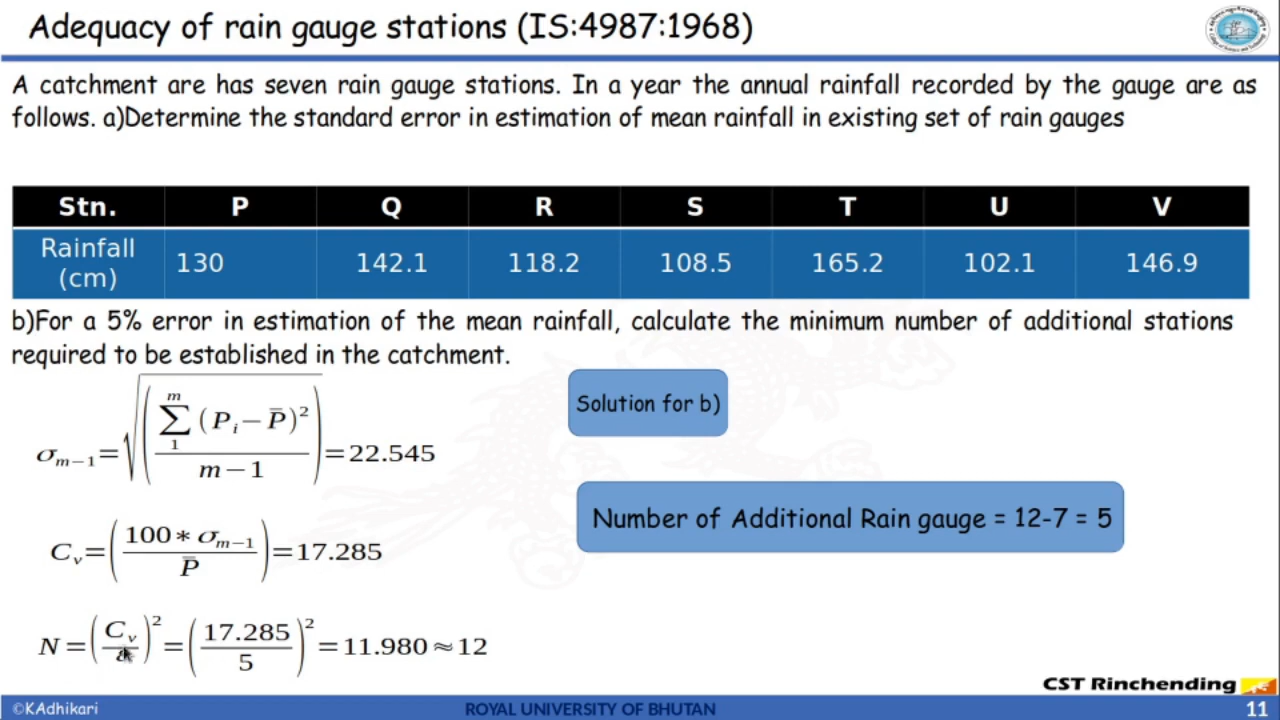 Adequacy of rain gauge stations (IS:4987:1968)
A catchment are has seven rain gauge stations. In a year the annual rainfall recorded by the gauge are as
follows. a)Determine the standard error in estimation of mean rainfall in existing set of rain gauges
Stn. P Q R S T U V
Rainfall (cm) 130 142.1 118.2 108.5 165.2 102.1 146.9
b)For a 5% error in estimation of the mean rainfall, calculate the minimum number of additional stations
required to be established in the catchment.
σ_{m−1}=√((∑_{1}^{m}(P_i−P̄)²)/(m−1))=22.545
Solution for b)
Number of Additional Rain gauge = 12-7 = 5
C_v=((100*σ_{m−1})/P̄)=17.285
N=(C_v/ε)²=(17.285/5)²=11.980≈12
CST Rinchending
©KAdhikari
ROYAL UNIVERSITY OF BHUTAN
11